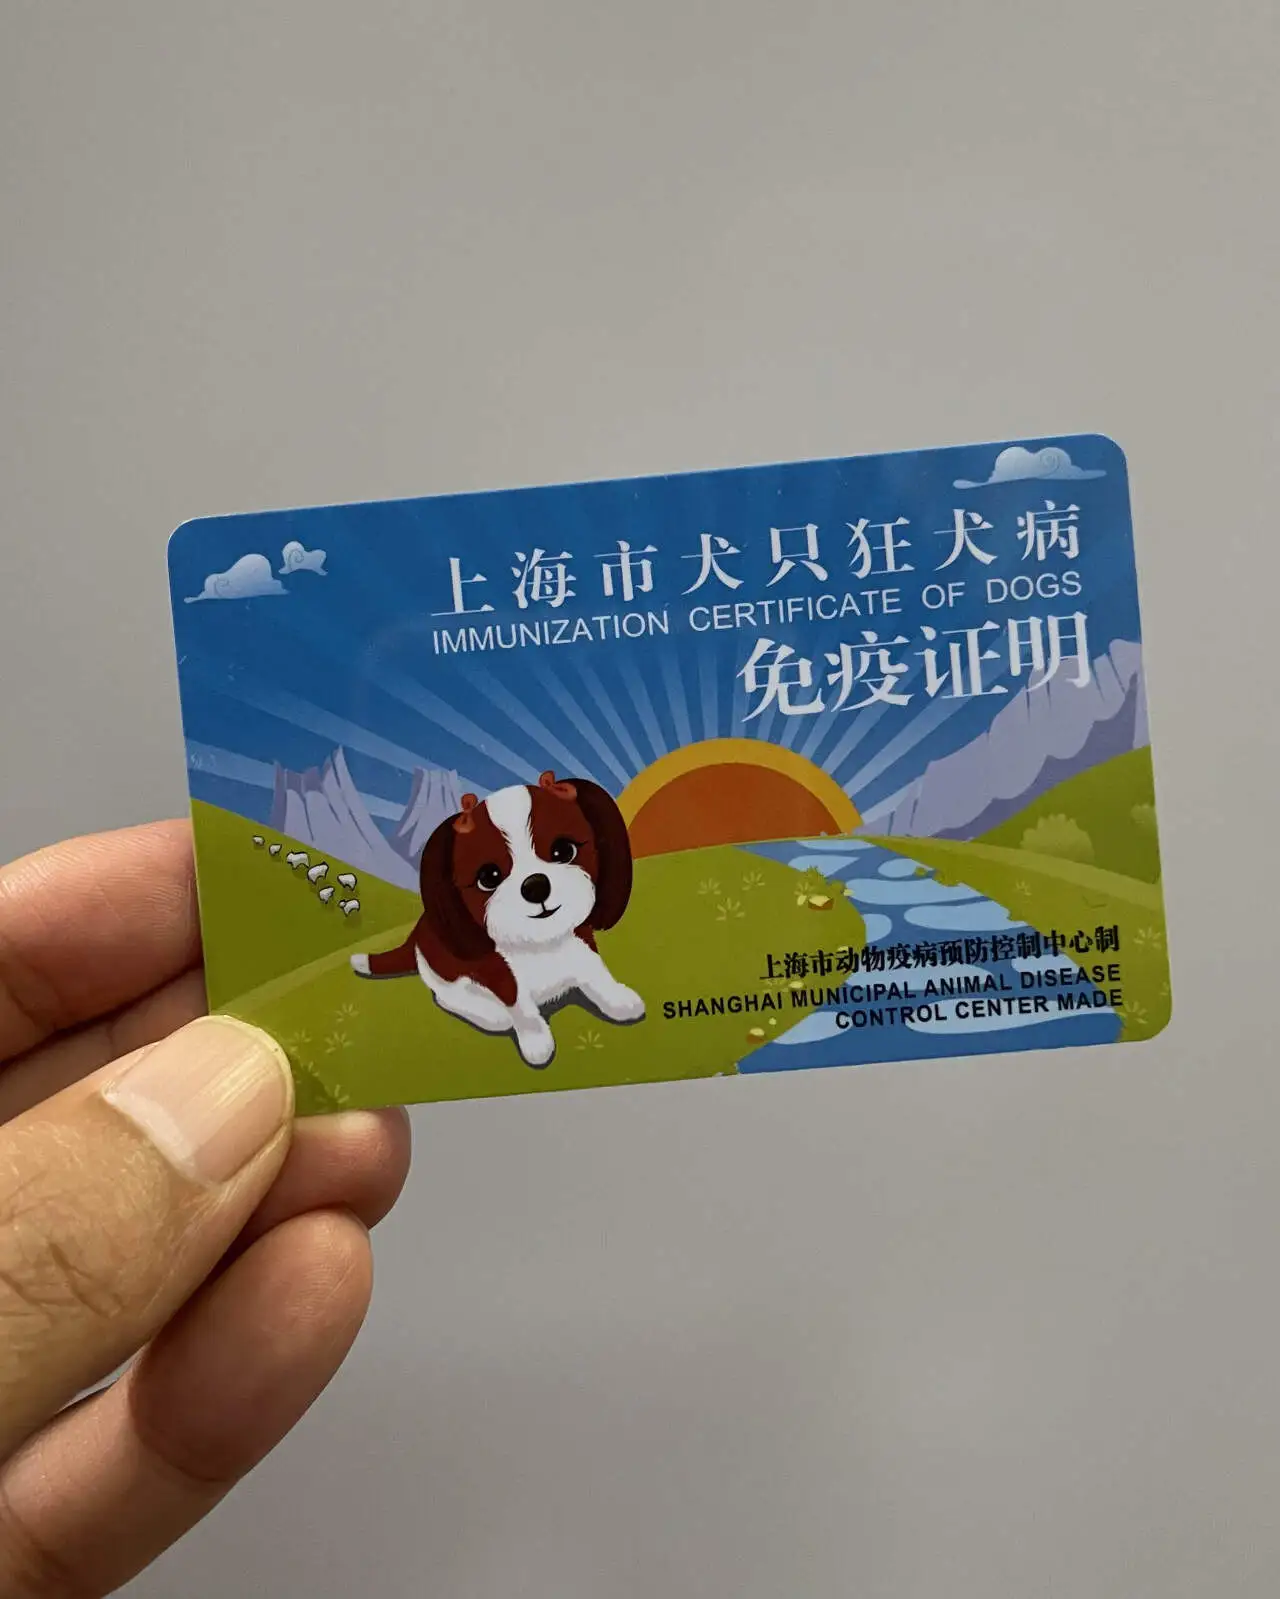 上海市犬只狂犬病
IMMUNIZATION CERTIFICATE OF DOGS
免疫证明
上海市动物疫病预防控制中心制
SHANGHAI MUNICIPAL ANIMAL DISEASE
CONTROL CENTER MADE